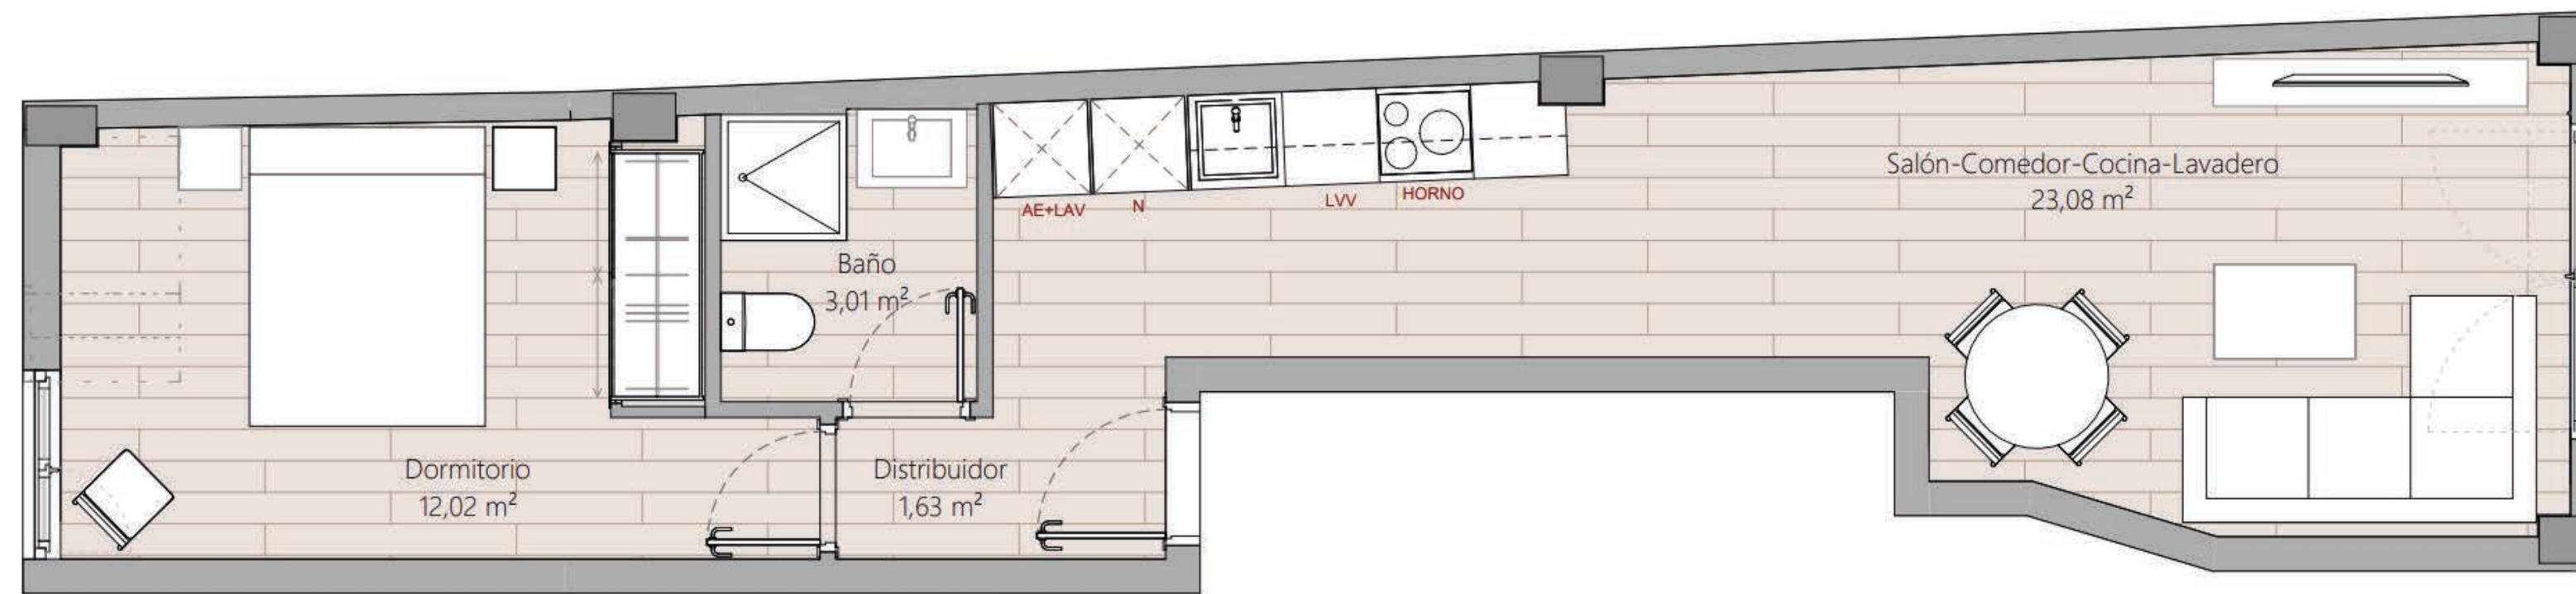 Dormitorio
12,02 m²
Baño
3,01 m²
Distribuidor
1,63 m²
AE+LAV
N
LVV
HORNO
Salón-Comedor-Cocina-Lavadero
23,08 m²